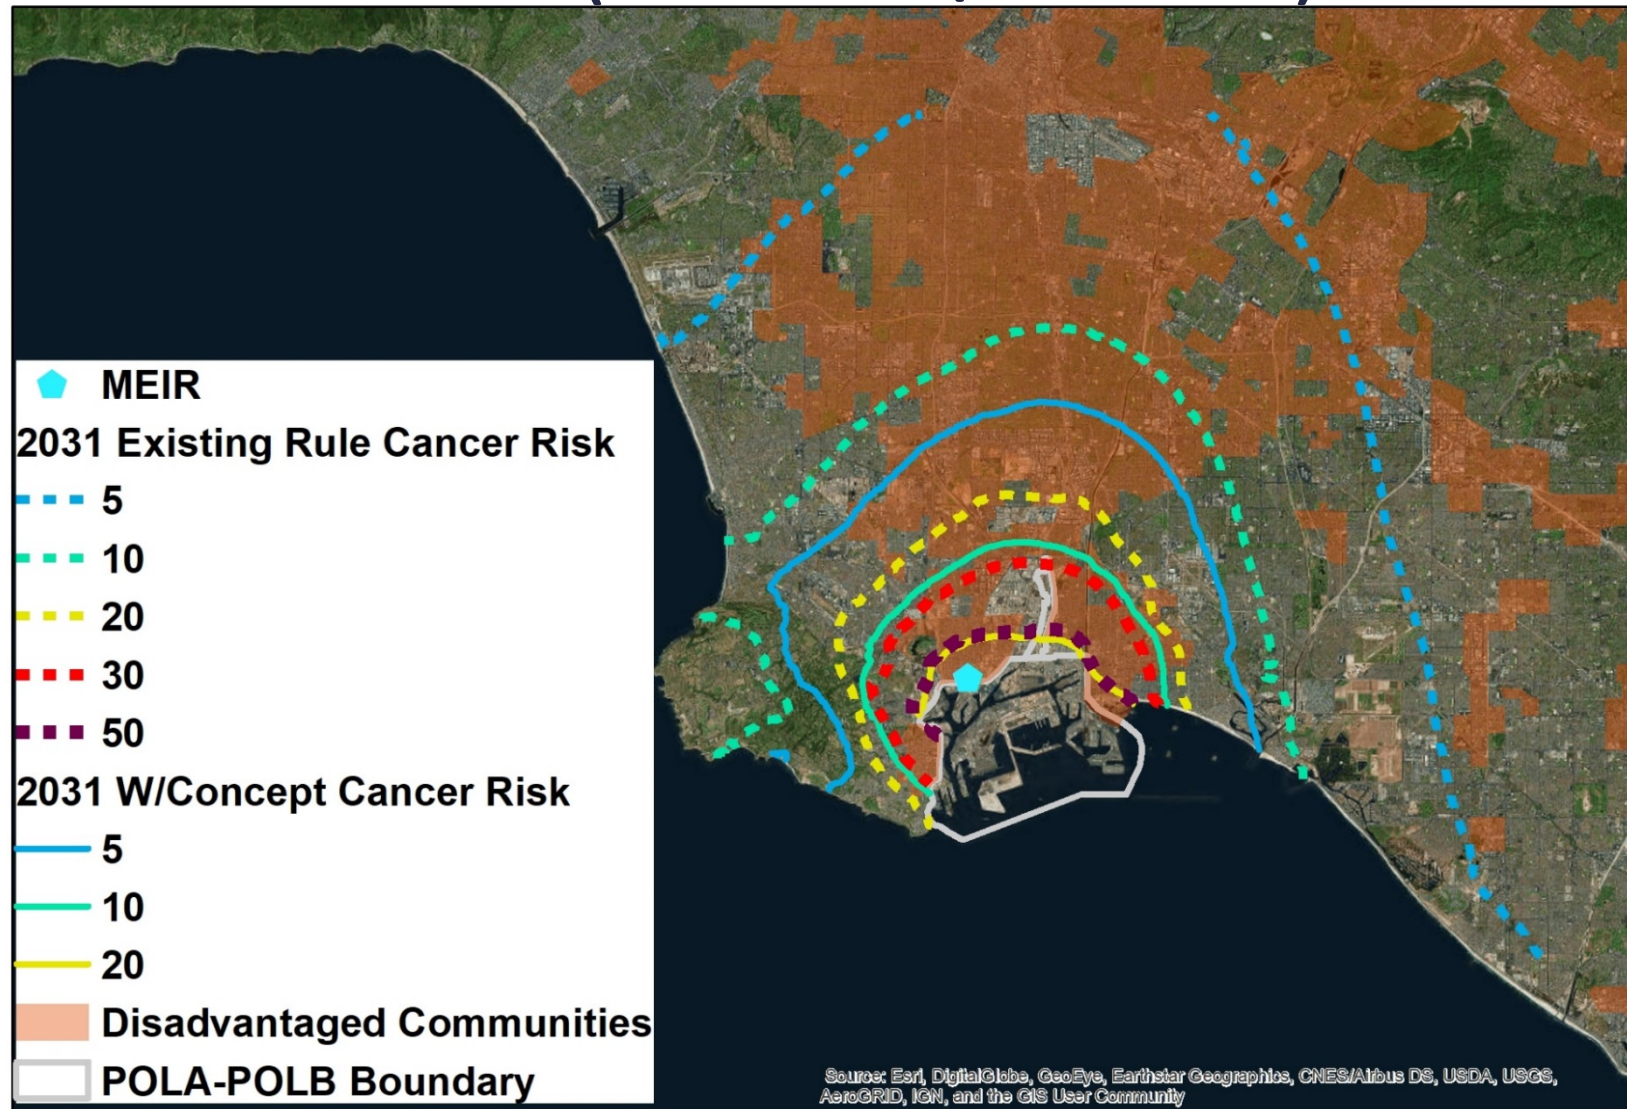 MEIR
2031 Existing Rule Cancer Risk
5
10
20
30
50
2031 W/Concept Cancer Risk
5
10
20
Disadvantaged Communities
POLA-POLB Boundary
Source: Esri, DigitalGlobe, GeoEye, Earthstar Geographics, CNES/Airbus DS, USDA, USGS,
AeroGRID, IGN, and the GIS User Community